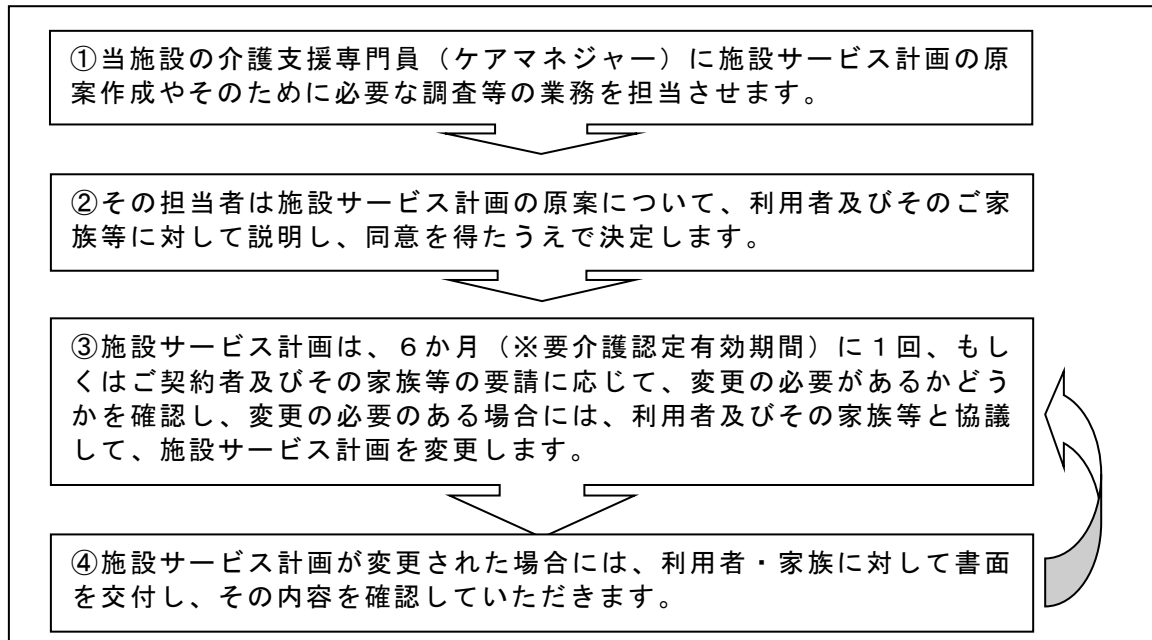 ①当施設の介護支援専門員（ケアマネジャー）に施設サービス計画の原
案作成やそのために必要な調査等の業務を担当させます。
②その担当者は施設サービス計画の原案について、利用者及びそのご家
族等に対して説明し、同意を得たうえで決定します。
③施設サービス計画は、６か月（※要介護認定有効期間）に１回、もし
くはご契約者及びその家族等の要請に応じて、変更の必要があるかどう
かを確認し、変更の必要のある場合には、利用者及びその家族等と協議
して、施設サービス計画を変更します。
④施設サービス計画が変更された場合には、利用者・家族に対して書面
を交付し、その内容を確認していただきます。